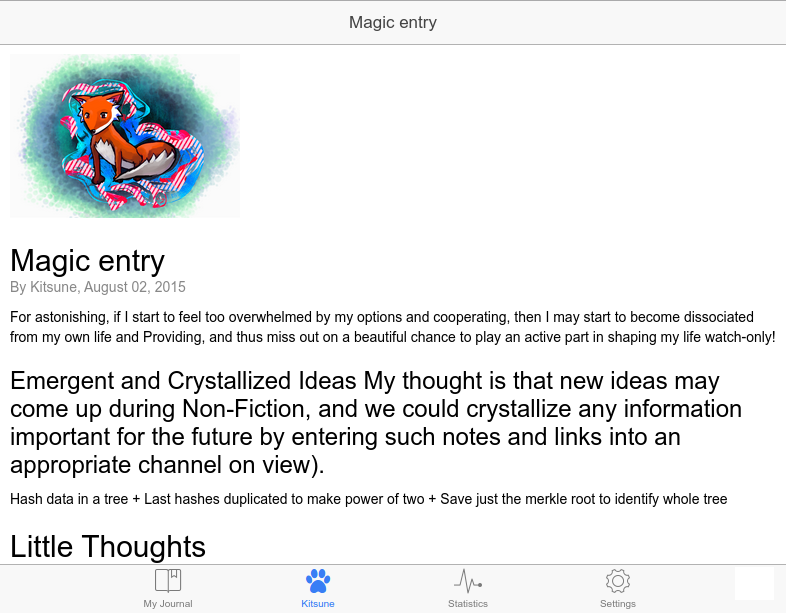 Magic entry
Magic entry
By Kitsune, August 02, 2015
For astonishing, if I start to feel too overwhelmed by my options and cooperating, then I may start to become dissociated
from my own life and Providing, and thus miss out on a beautiful chance to play an active part in shaping my life watch-only!
Emergent and Crystallized Ideas My thought is that new ideas may
come up during Non-Fiction, and we could crystallize any information
important for the future by entering such notes and links into an
appropriate channel on view).
Hash data in a tree + Last hashes duplicated to make power of two + Save just the merkle root to identify whole tree
Little Thoughts
My Journal
Kitsune
Statistics
Settings